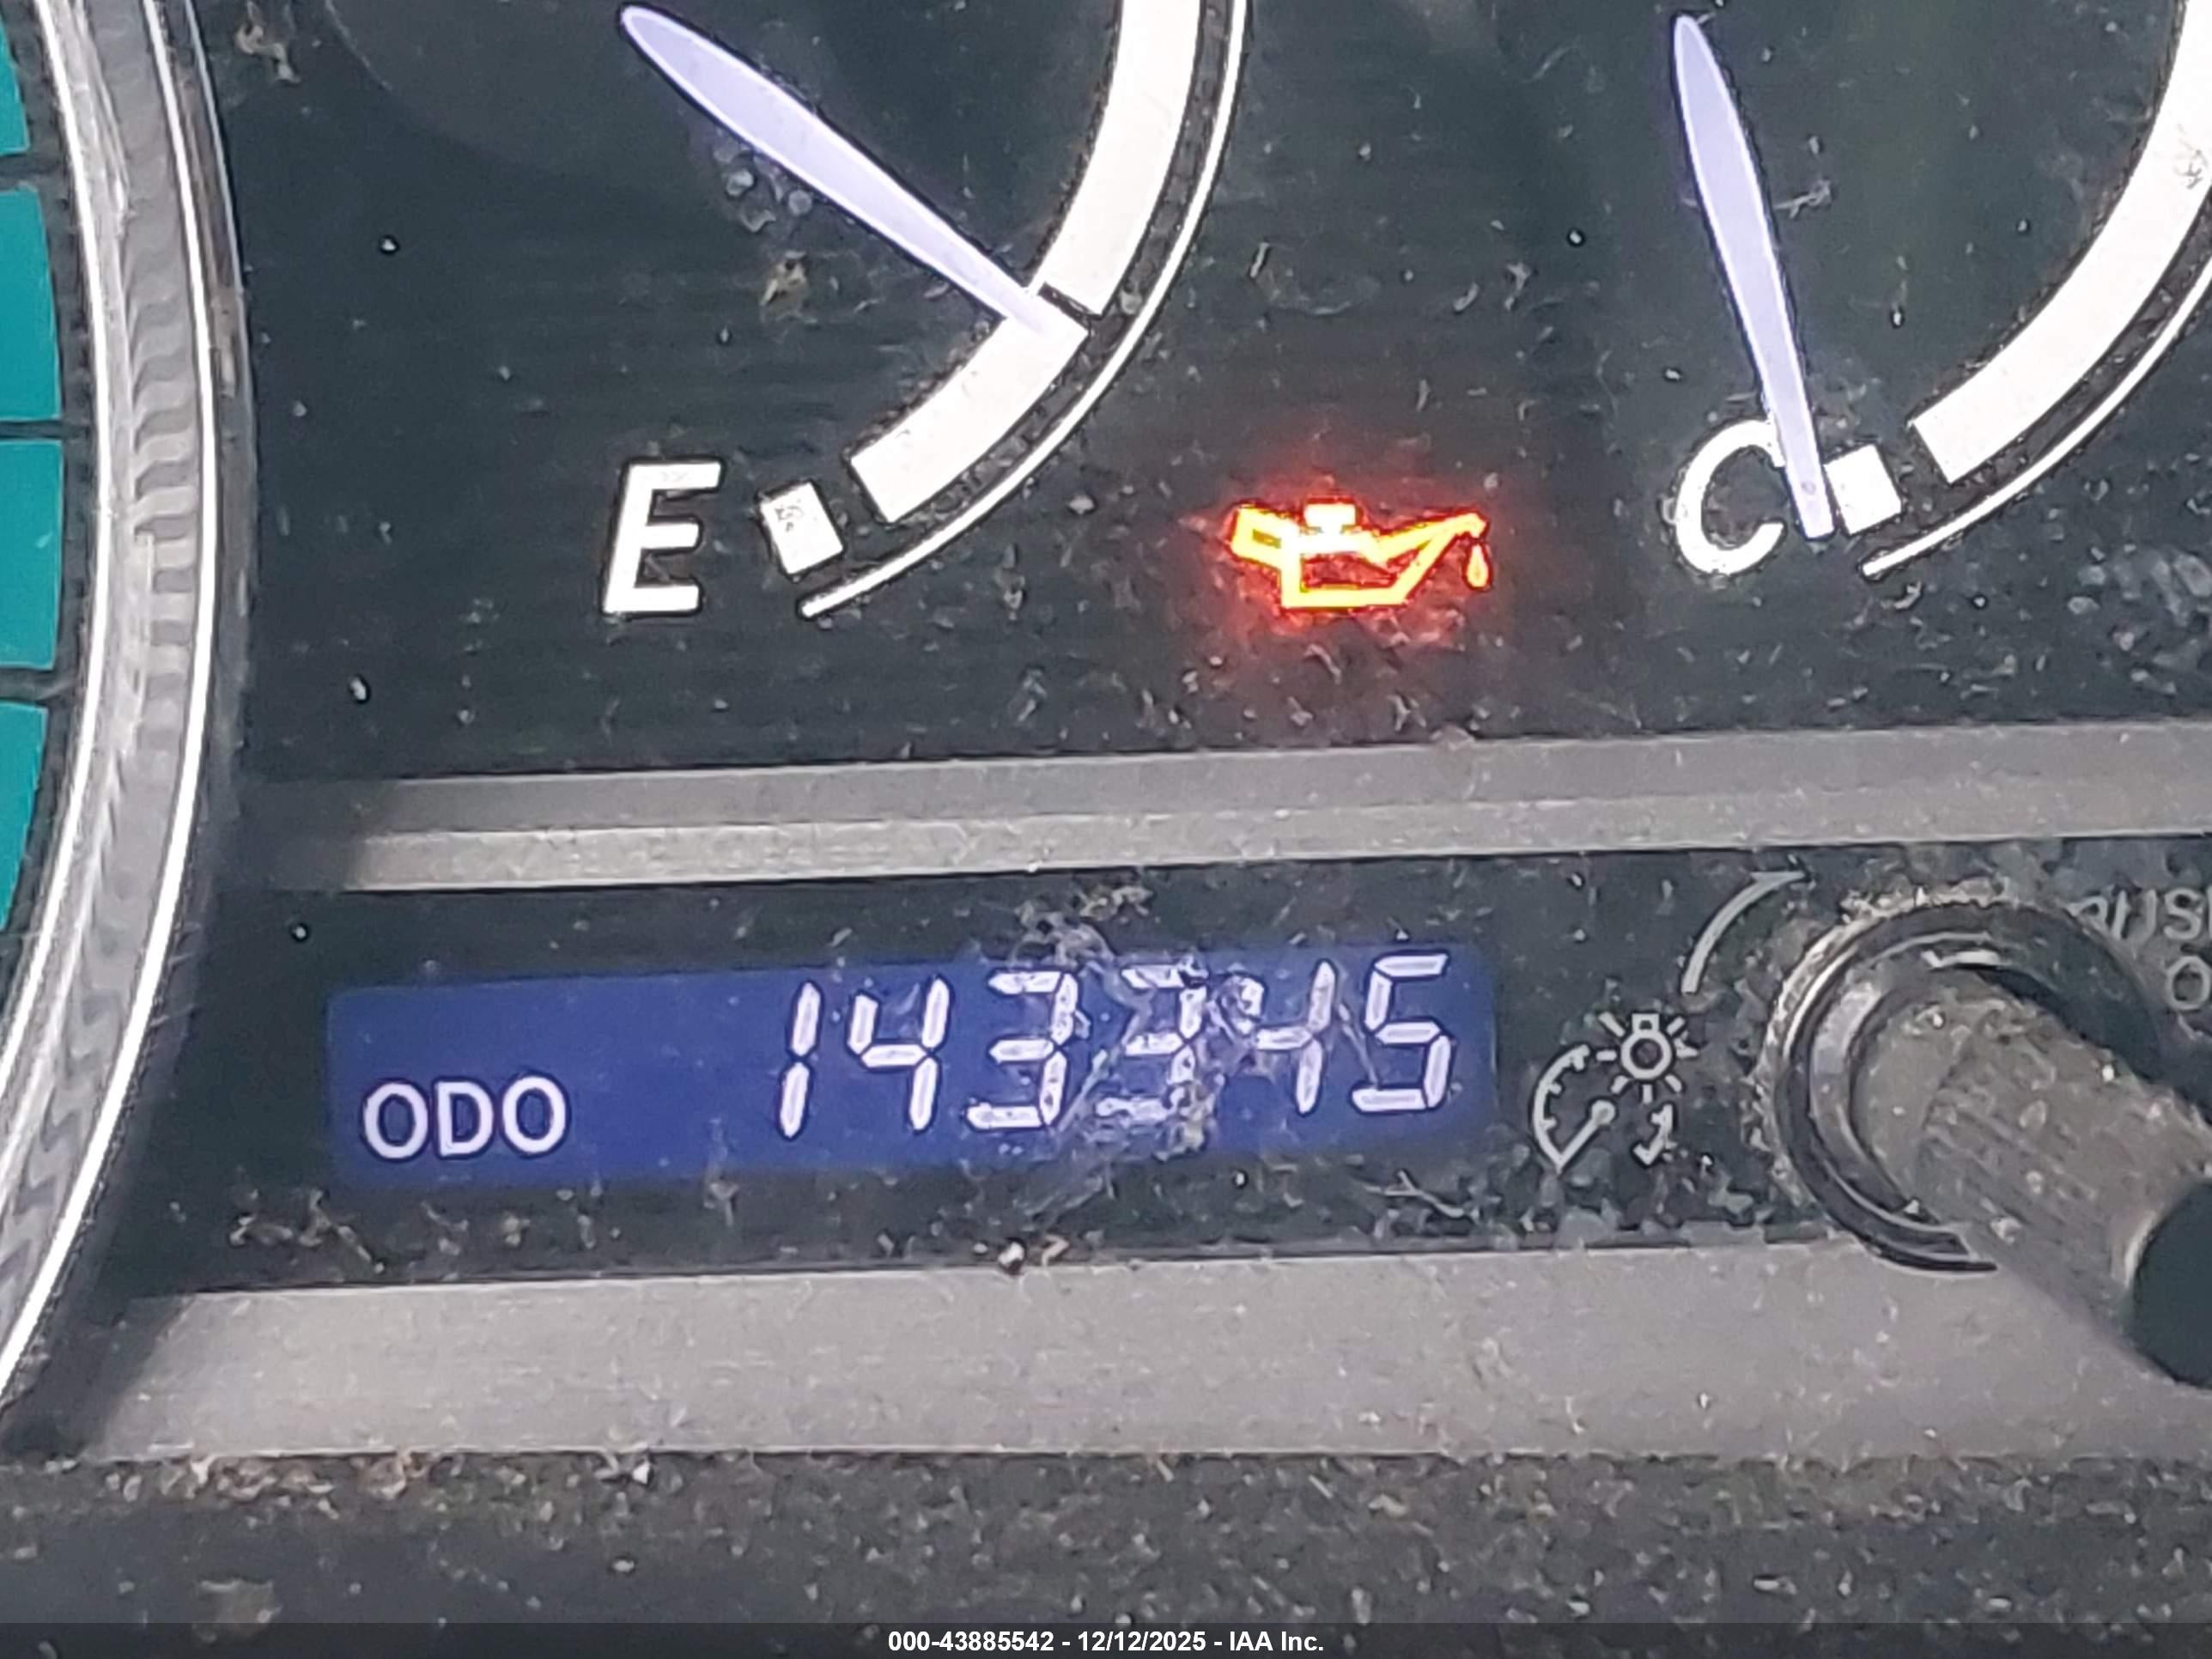 E
C
ODO 143345
000-43885542 - 12/12/2025 - IAA Inc.